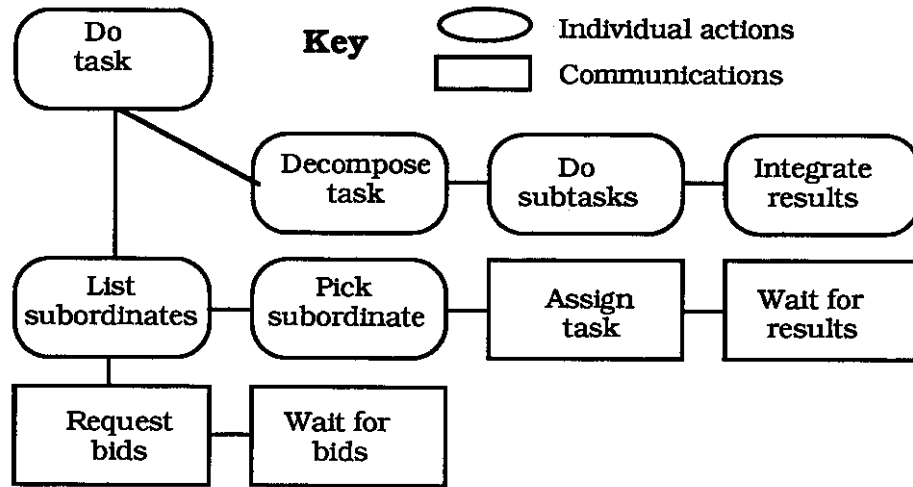 Do
task
Key
Individual actions
Communications
Decompose
task
Do
subtasks
Integrate
results
List
subordinates
Pick
subordinate
Assign
task
Wait for
results
Request
bids
Wait for
bids